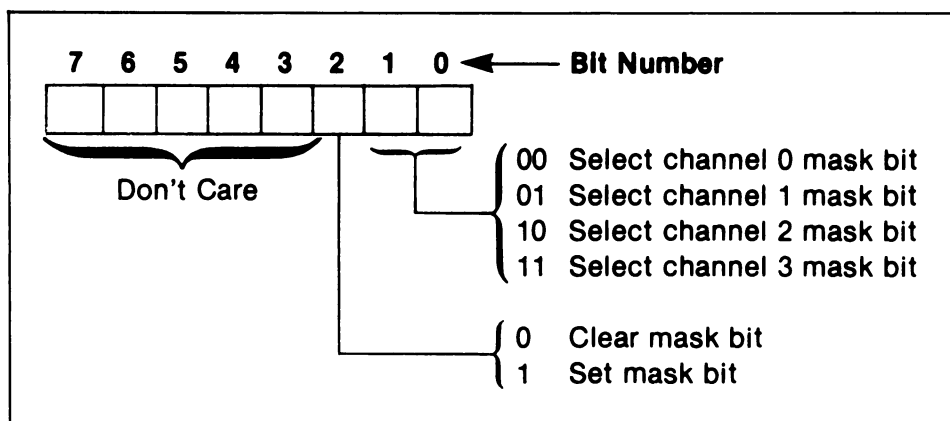 7 6 5 4 3 2 1 0 Bit Number
Don't Care
00 Select channel 0 mask bit
01 Select channel 1 mask bit
10 Select channel 2 mask bit
11 Select channel 3 mask bit
0 Clear mask bit
1 Set mask bit